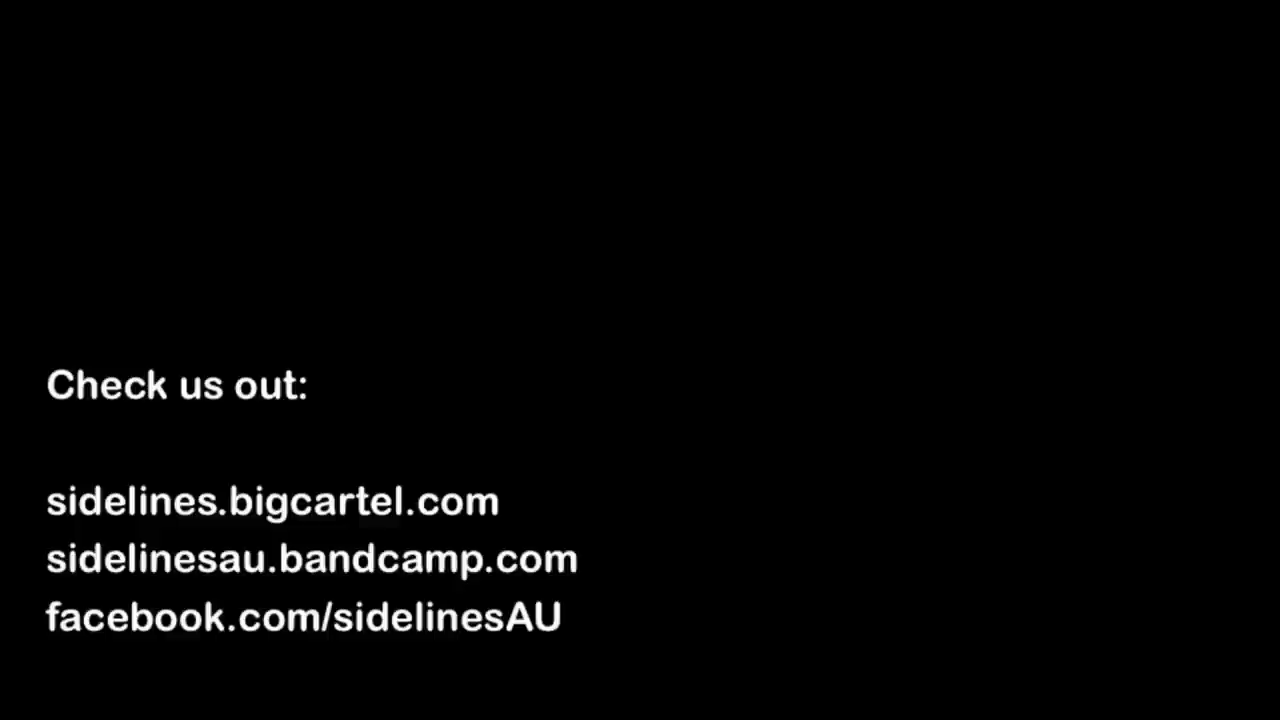 Check us out:
sidelines.bigcartel.com
sidelinesau.bandcamp.com
facebook.com/sidelinesAU